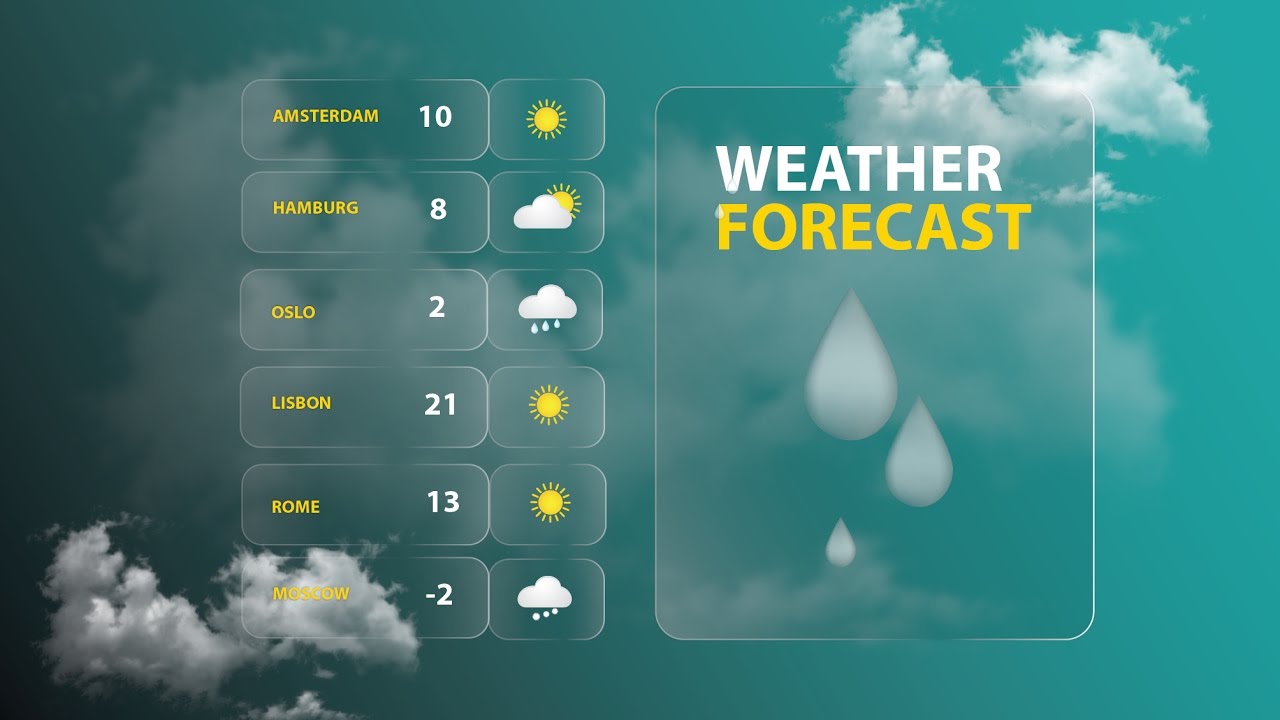 AMSTERDAM 10
HAMBURG 8
OSLO 2
LISBON 21
ROME 13
MOSCOW -2
WEATHER
FORECAST